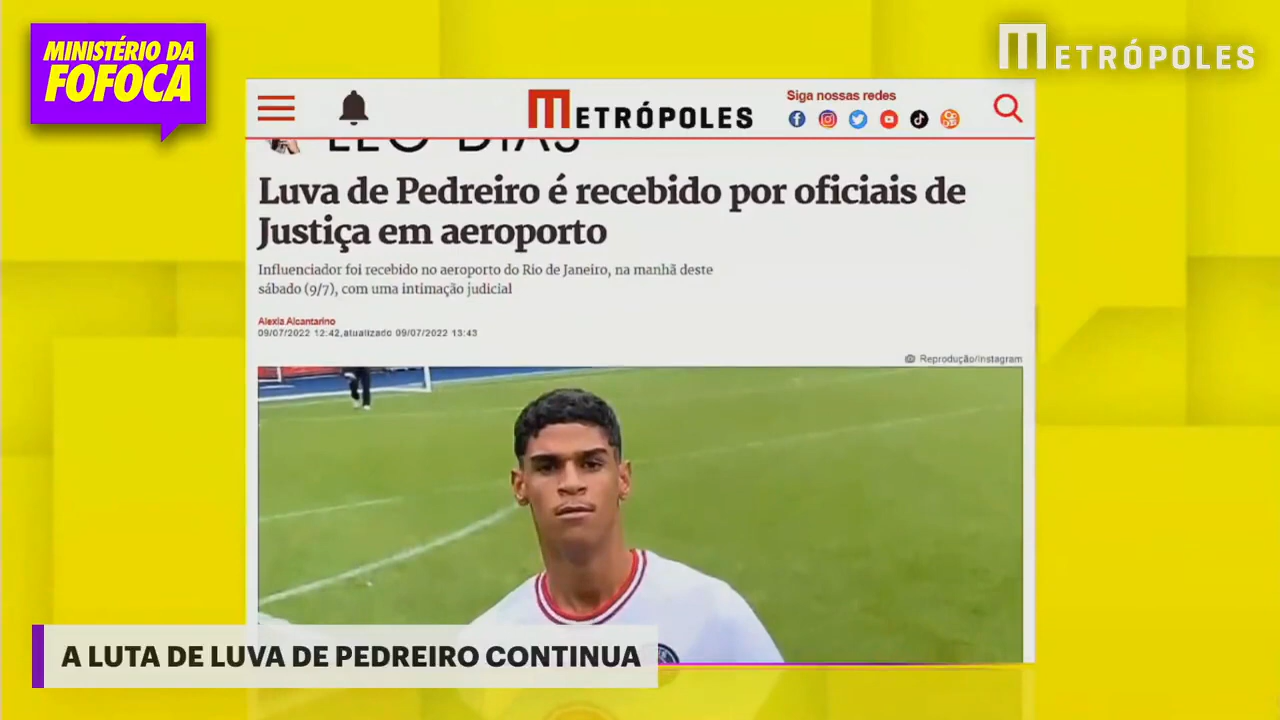 MINISTÉRIO DA
FOFOCA
METRÓPOLES
METRÓPOLES
Siga nossas redes
LEO DIAS
Luva de Pedreiro é recebido por oficiais de
Justiça em aeroporto
Influenciador foi recebido no aeroporto do Rio de Janeiro, na manhã deste
sábado (9/7), com uma intimação judicial
Alexia Alcantarino
09/07/2022 12:42,atualizado 09/07/2022 13:43
Reprodução/Instagram
A LUTA DE LUVA DE PEDREIRO CONTINUA